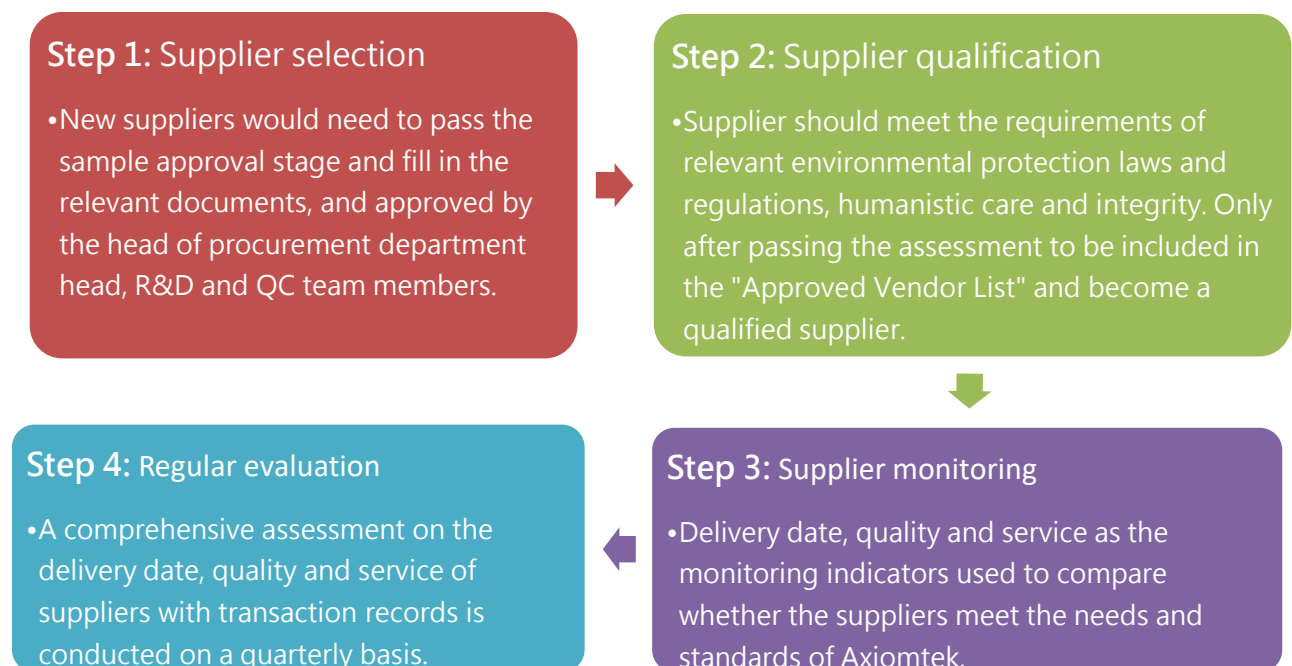 Step 1: Supplier selection
•New suppliers would need to pass the
sample approval stage and fill in the
relevant documents, and approved by
the head of procurement department
head, R&D and QC team members.
Step 2: Supplier qualification
•Supplier should meet the requirements of
relevant environmental protection laws and
regulations, humanistic care and integrity. Only
after passing the assessment to be included in
the "Approved Vendor List" and become a
qualified supplier.
Step 3: Supplier monitoring
•Delivery date, quality and service as the
monitoring indicators used to compare
whether the suppliers meet the needs and
standards of Axiomtek.
Step 4: Regular evaluation
•A comprehensive assessment on the
delivery date, quality and service of
suppliers with transaction records is
conducted on a quarterly basis.